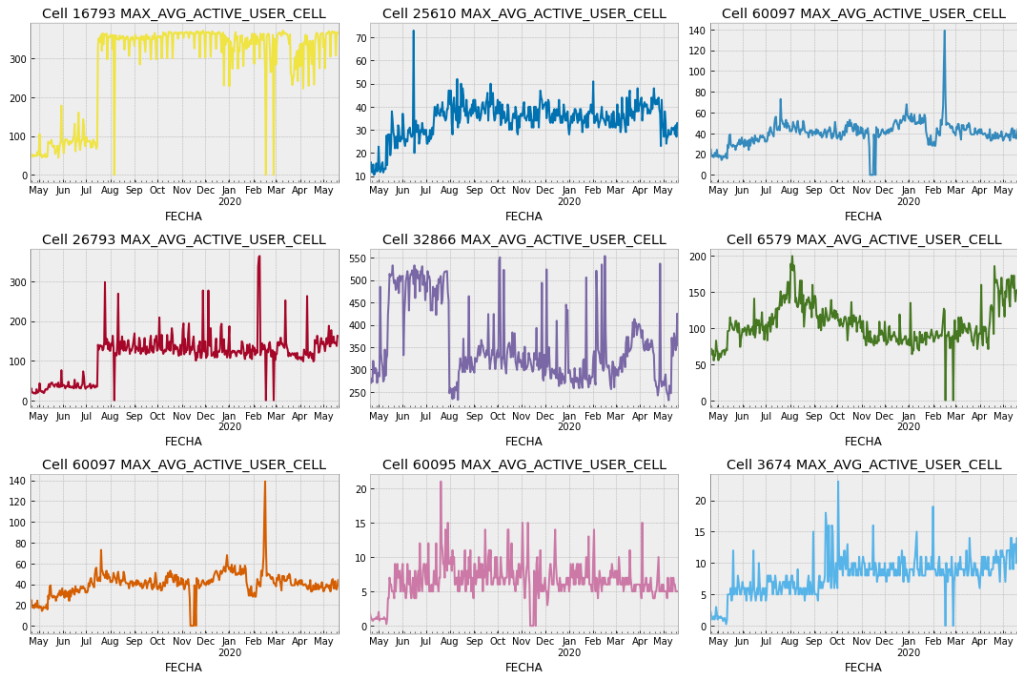 Cell 16793 MAX_AVG_ACTIVE_USER_CELL
300
200
100
0
May Jun Jul Aug Sep Oct Nov Dec Jan Feb Mar Apr May
2020
FECHA
Cell 25610 MAX_AVG_ACTIVE_USER_CELL
70
60
50
40
30
20
10
May Jun Jul Aug Sep Oct Nov Dec Jan Feb Mar Apr May
2020
FECHA
Cell 60097 MAX_AVG_ACTIVE_USER_CELL
140
120
100
80
60
40
20
0
May Jun Jul Aug Sep Oct Nov Dec Jan Feb Mar Apr May
2020
FECHA
Cell 26793 MAX_AVG_ACTIVE_USER_CELL
300
200
100
0
May Jun Jul Aug Sep Oct Nov Dec Jan Feb Mar Apr May
2020
FECHA
Cell 32866 MAX_AVG_ACTIVE_USER_CELL
550
500
450
400
350
300
250
May Jun Jul Aug Sep Oct Nov Dec Jan Feb Mar Apr May
2020
FECHA
Cell 6579 MAX_AVG_ACTIVE_USER_CELL
200
150
100
50
0
May Jun Jul Aug Sep Oct Nov Dec Jan Feb Mar Apr May
2020
FECHA
Cell 60097 MAX_AVG_ACTIVE_USER_CELL
140
120
100
80
60
40
20
0
May Jun Jul Aug Sep Oct Nov Dec Jan Feb Mar Apr May
2020
FECHA
Cell 60095 MAX_AVG_ACTIVE_USER_CELL
20
15
10
5
0
May Jun Jul Aug Sep Oct Nov Dec Jan Feb Mar Apr May
2020
FECHA
Cell 3674 MAX_AVG_ACTIVE_USER_CELL
20
15
10
5
0
May Jun Jul Aug Sep Oct Nov Dec Jan Feb Mar Apr May
2020
FECHA